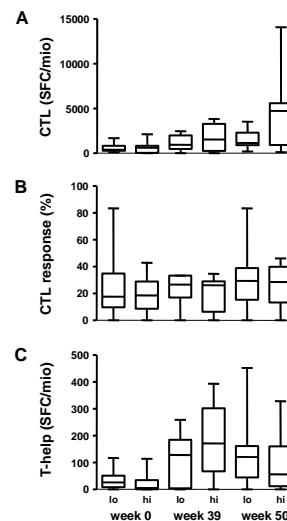 A
CTL (SFC/mio)
15000
10000
5000
0
B
CTL response (%)
100
80
60
40
20
0
C
T-help (SFC/mio)
500
400
300
200
100
0
lo hi lo hi lo hi
week 0 week 39 week 50